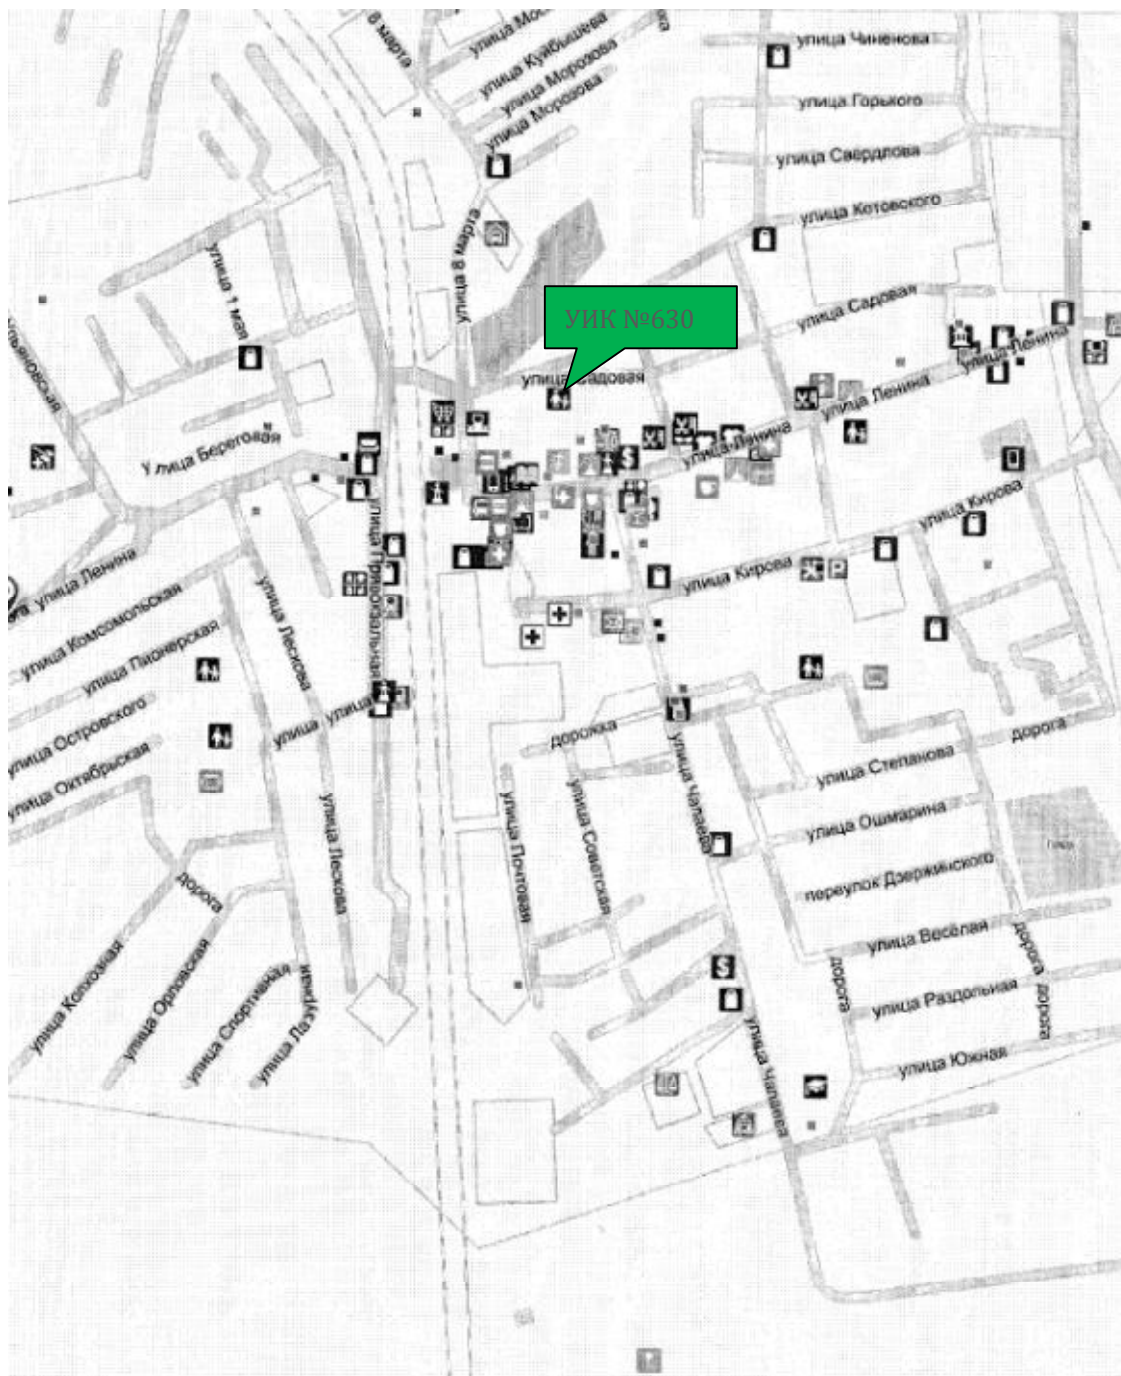 8 марта
улица Куйбышева
улица Морозова
улица Морозова
улица Чиненова
улица Горького
улица Свердлова
улица Котовского
улица 8 марта
улица 1 мая
улица Садовая
УИК №630
улица Садовая
улица Ленина
улица Ленина
улица Ленина
улица Береговая
улица Кирова
улица Кирова
улица Привокзальная
улица Ленина
улица Комсомольская
улица Пионерская
улица Лескова
улица Островского
улица Октябрьская
улица
улица
дорожка
дорога
улица Степанова
улица Чапаева
улица Ошмарина
улица Лескова
улица Почтовая
улица Советская
переулок Дзержинского
дорога
улица Весёлая
дорога
дорога
дорога
улица Раздольная
улица Колхозная
улица Орловская
улица Спортивная
улица Лазурная
улица Чапаева
улица Южная